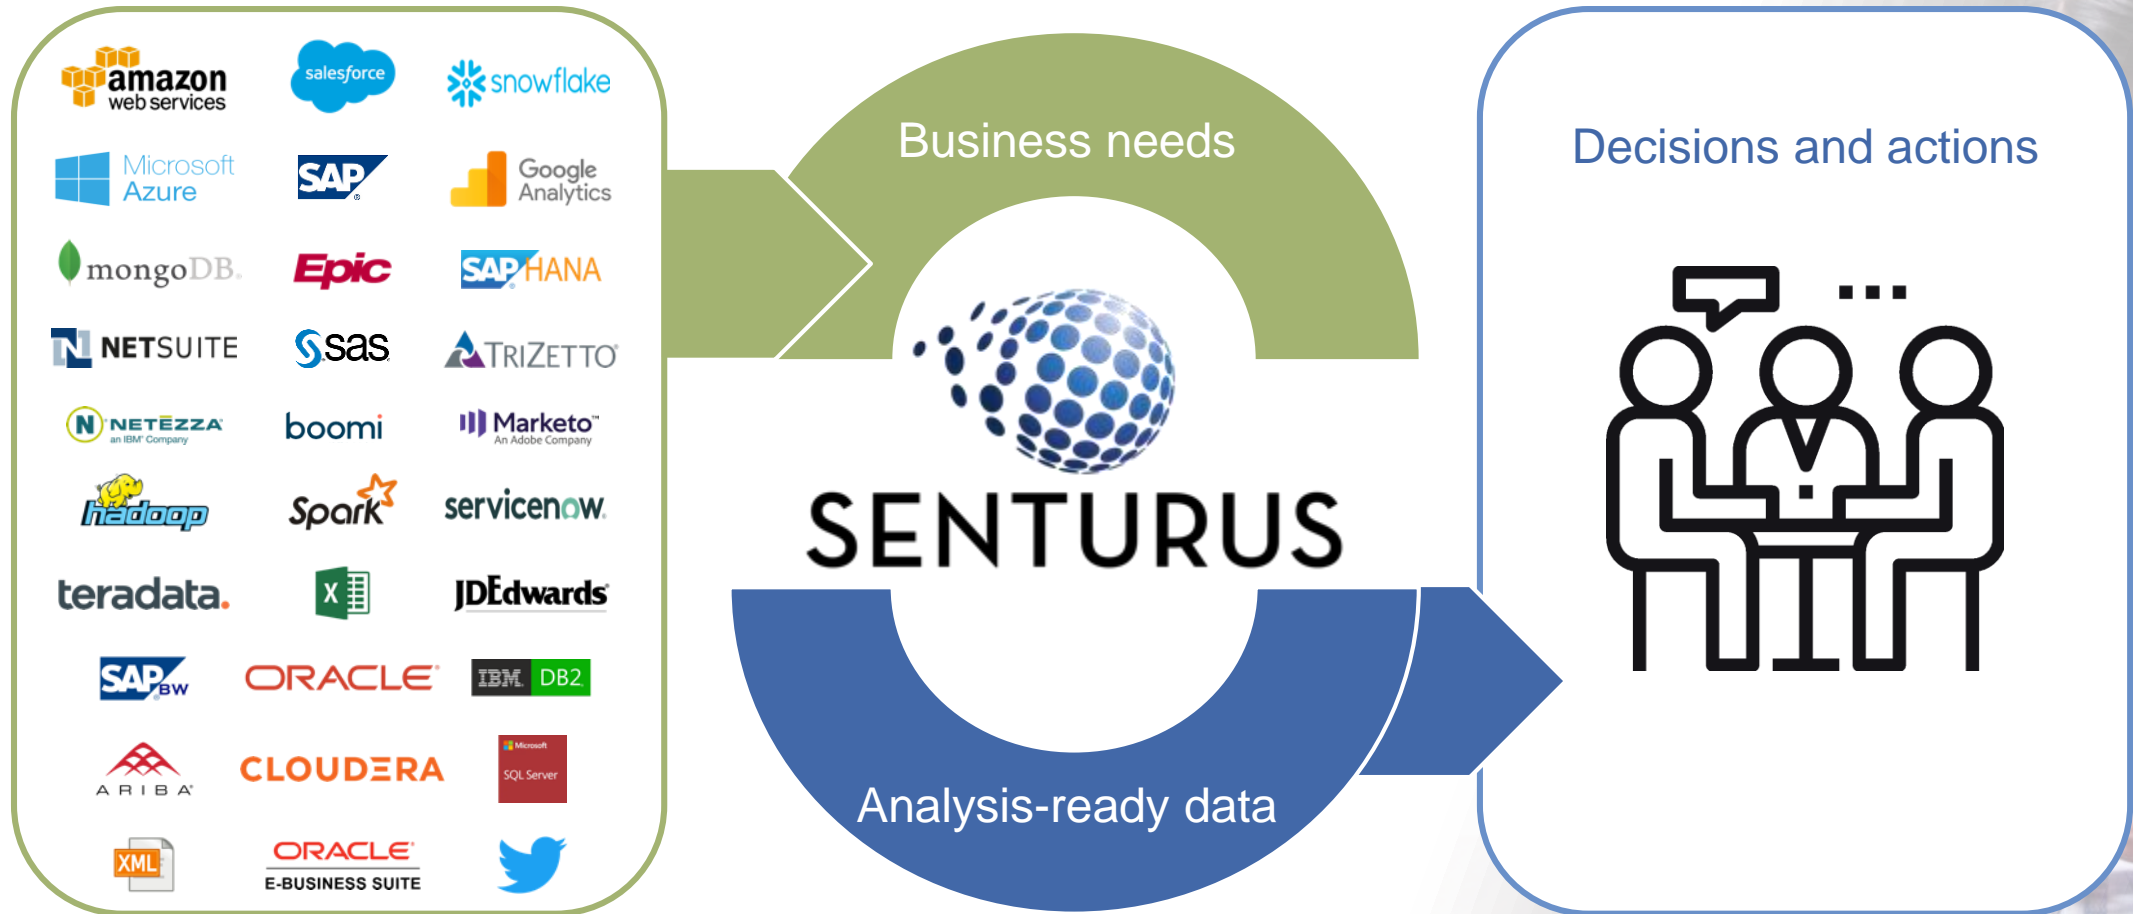 amazon
web services
salesforce
snowflake
Microsoft
Azure
SAP
®
Google
Analytics
mongoDB.
Epic
SAP HANA
NETSUITE
S.sas
TRIZETTO
N NETEZZA
an IBM® Company
boomi
Marketo™
An Adobe Company
hadoop
Spark
servicenow.
teradata.
X
JDEdwards
SAP BW
ORACLE
IBM. DB2.
ARIBA
CLOUDERA
Microsoft
SQL Server
XML
ORACLE
E-BUSINESS SUITE
Business needs
SENTURUS
Analysis-ready data
Decisions and actions